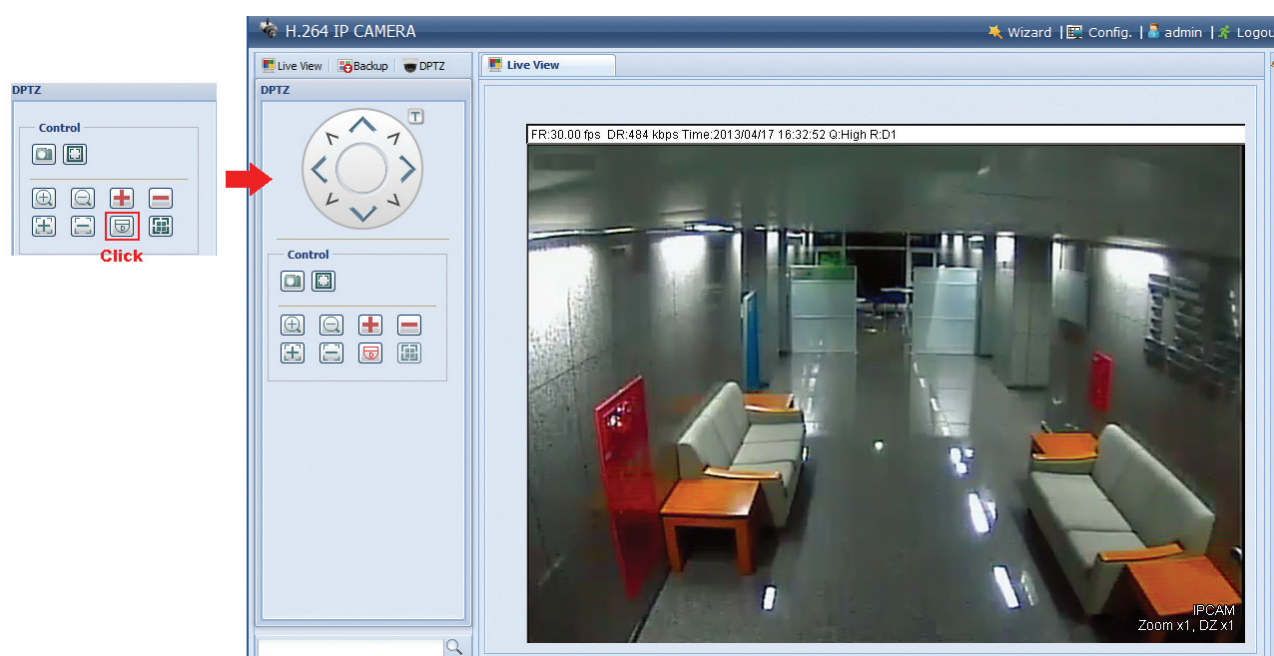 DPTZ
Control
Click
H.264 IP CAMERA
Wizard | Config. | admin | Logou
Live View | Backup | DPTZ
DPTZ
T
Control
Live View
FR:30.00 fps DR:484 kbps Time:2013/04/17 16:32:52 Q:High R:D1
IPCAM
Zoom x1, DZ x1